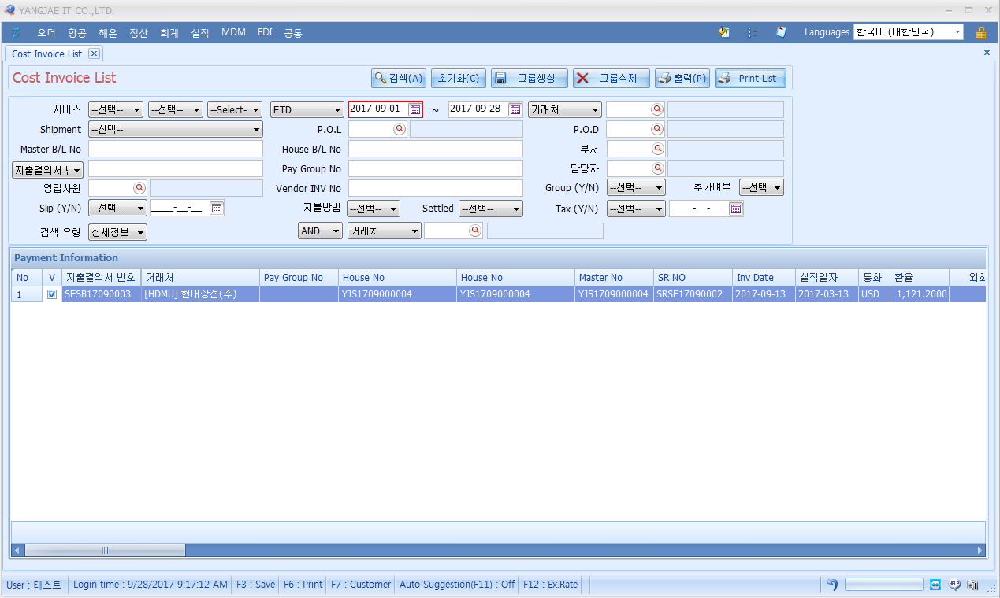 YANGJAE IT CO.,LTD.
오더 항공 해운 정산 회계 실적 MDM EDI 공통 Languages 한국어 (대한민국)
Cost Invoice List
Cost Invoice List 검색(A) 초기화(C) 그룹생성 그룹삭제 출력(P) Print List
서비스 --선택-- --선택-- --Select- ETD 2017-09-01 ~ 2017-09-28 거래처
Shipment --선택-- P.O.L P.O.D
Master B/L No House B/L No 부서
지출결의서 Pay Group No 담당자
영업사원 Vendor INV No Group (Y/N) --선택-- 추가여부 --선택
Slip (Y/N) --선택-- ____-__-__ 지불방법 --선택-- Settled --선택-- Tax (Y/N) --선택-- ____-__-__
검색 유형 상세정보 AND 거래처
Payment Information
No V 지출결의서 번호 거래처 Pay Group No House No House No Master No SR NO Inv Date 실적일자 통화 환율
1 SESB17090003 [HDMU] 현대상선(주) YJS1709000004 YJS1709000004 YJS1709000004 SRSE17090002 2017-09-13 2017-03-13 USD 1,121.2000
User : 테스트 Login time : 9/28/2017 9:17:12 AM F3 : Save F6 : Print F7 : Customer Auto Suggestion(F11) : Off F12 : Ex.Rate HELP